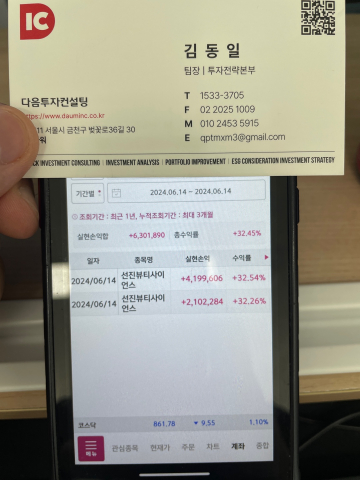 IC
김 동 일
팀장 | 투자전략본부
다음투자컨설팅
https://www.dauminc.co.kr
11 서울시 금천구 벚꽃로36길 30
T 1533-3705
F 02 2025 1009
M 010 2453 5915
E qptmxm3@gmail.com
CK INVESTMENT CONSULTING | INVESTMENT ANALYSIS | PORTFOLIO IMPROVEMENT | ESG CONSIDERATION INVESTMENT STRATEGY
기간별 2024.06.14 ~ 2024.06.14
조회기간 : 최근 1년, 누적조회기간 : 최대 3개월
실현손익합 +6,301,890 총수익률 +32.45%
일자 종목명 실현손익 수익률
2024/06/14 선진뷰티사이언스 +4,199,606 +32.54%
2024/06/14 선진뷰티사이언스 +2,102,284 +32.26%
코스닥 861.78 ▼ 9.55 1.10%
메뉴 관심종목 현재가 주문 차트 계좌 종합